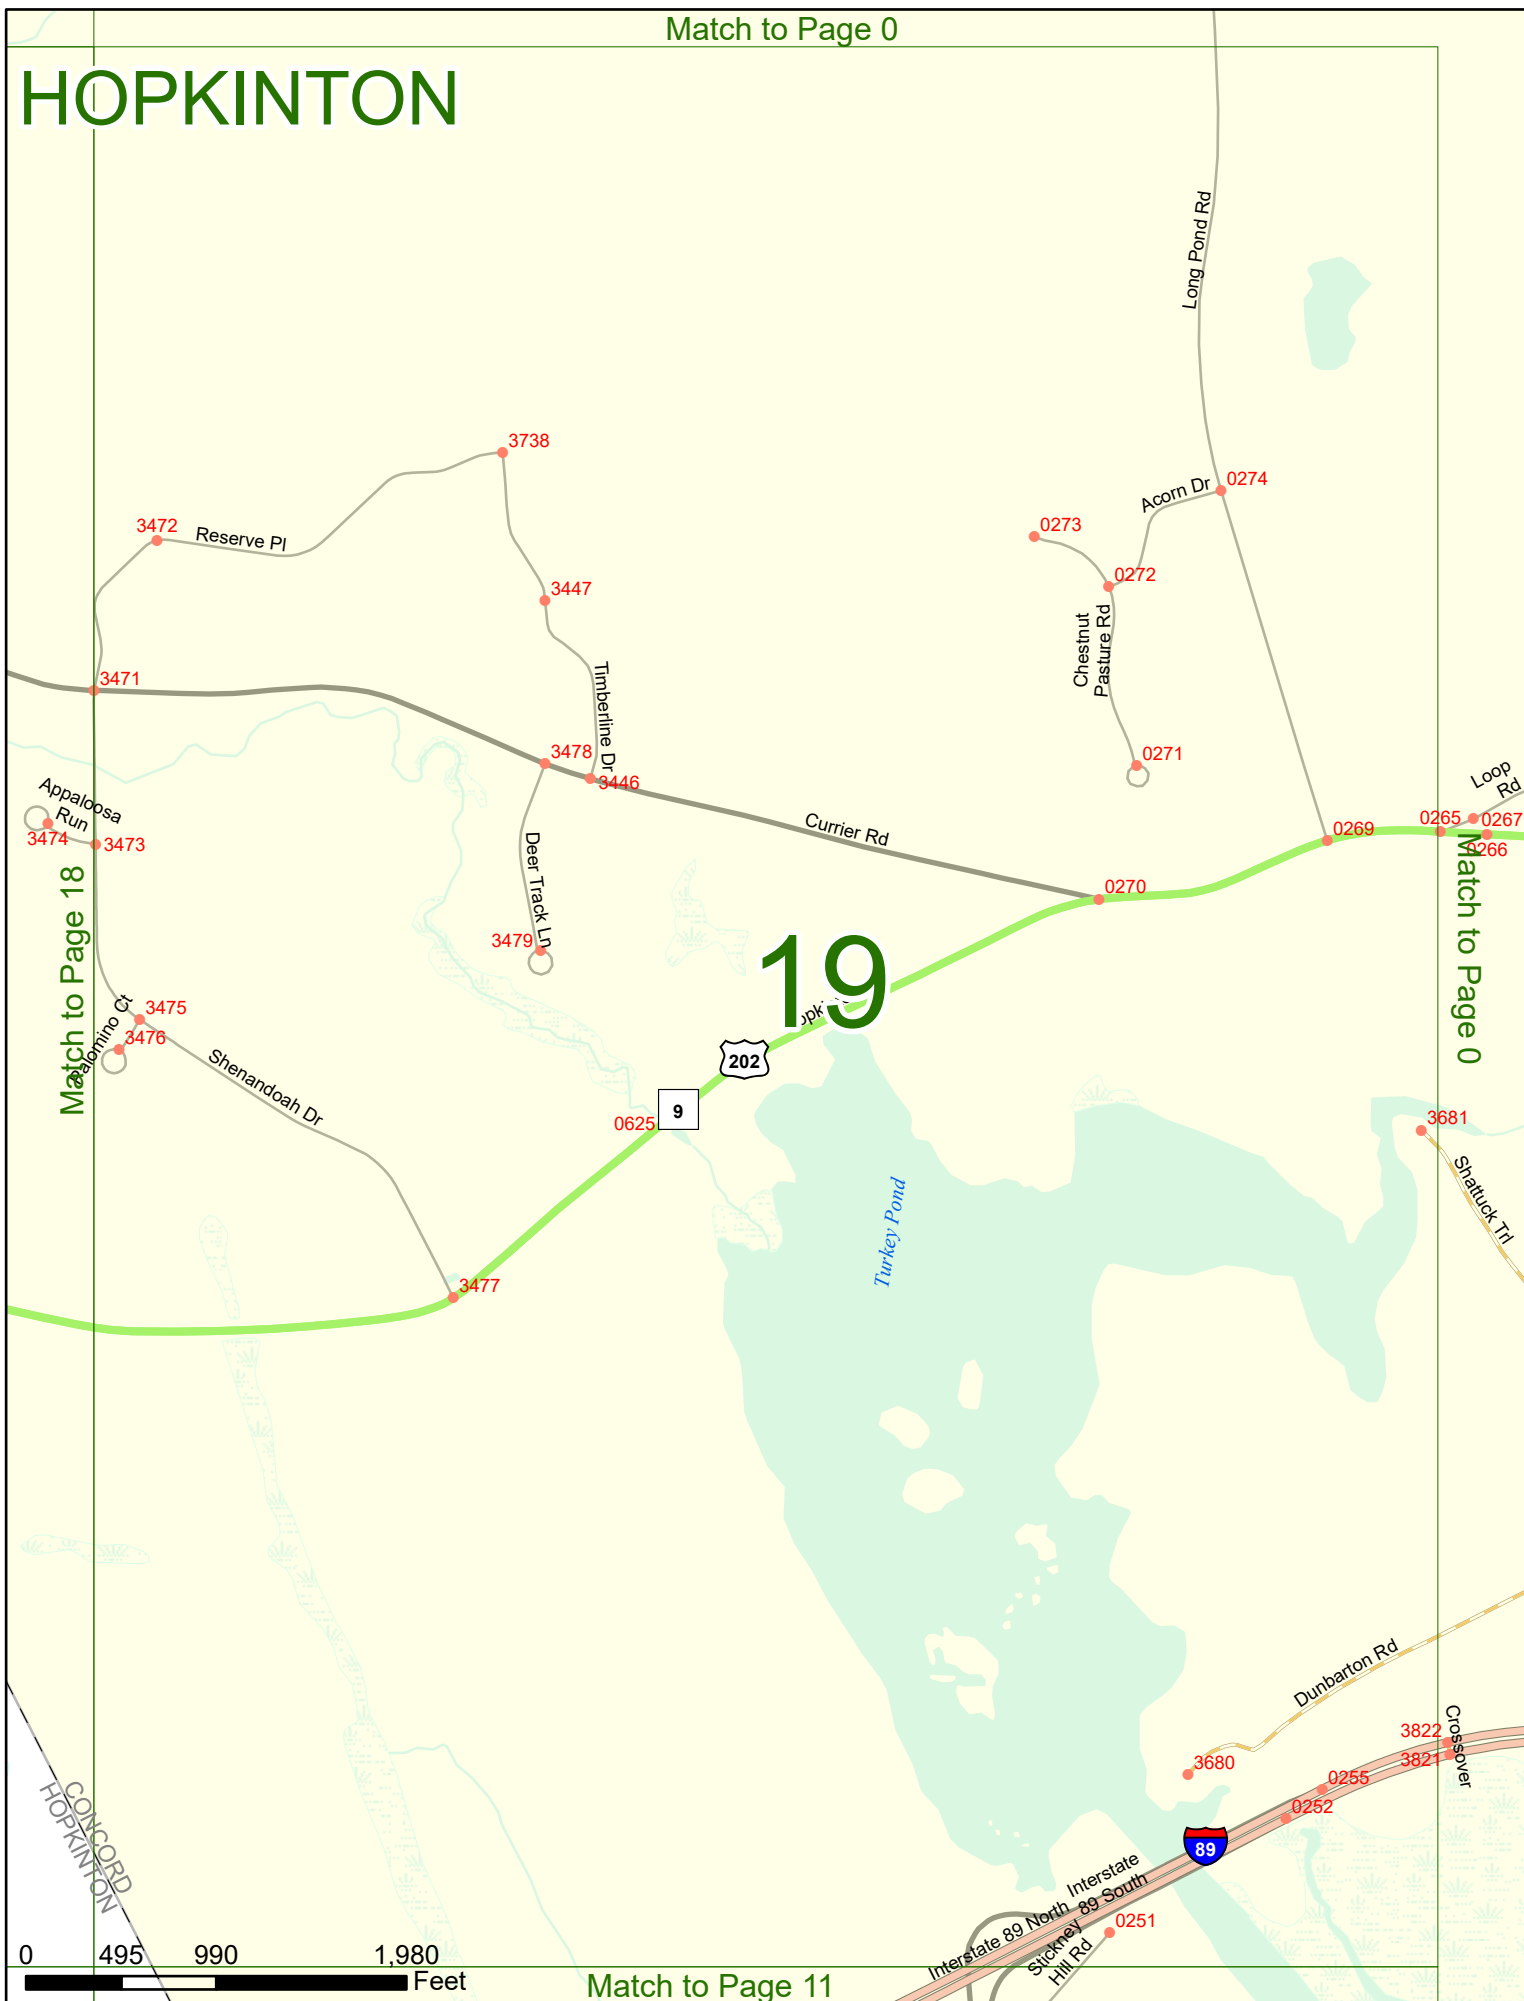 Match to Page 0
HOPKINTON
Long Pond Rd
3738
0274
Acorn Dr
3472
Reserve Pl
0273
0272
3447
Chestnut
Pasture Rd
3471
Timberline Dr
3478
3446
0271
Appaloosa
Run
3474
3473
Loop
Rd
0265
0267
0266
0269
Currier Rd
Deer Track Ln
0270
3479
Match to Page 18
Match to Page 0
19
3475
3476
Palomino Ct
Shenandoah Dr
202
9
0625
3681
Shattuck Trl
Turkey Pond
3477
Dunbarton Rd
3822
3821
Crossover
3680
0255
0252
89
CONCORD
HOPKINTON
Interstate 89 North
Interstate
89 South
0251
Stickney
Hill Rd
0 495 990 1,980
Feet
Match to Page 11